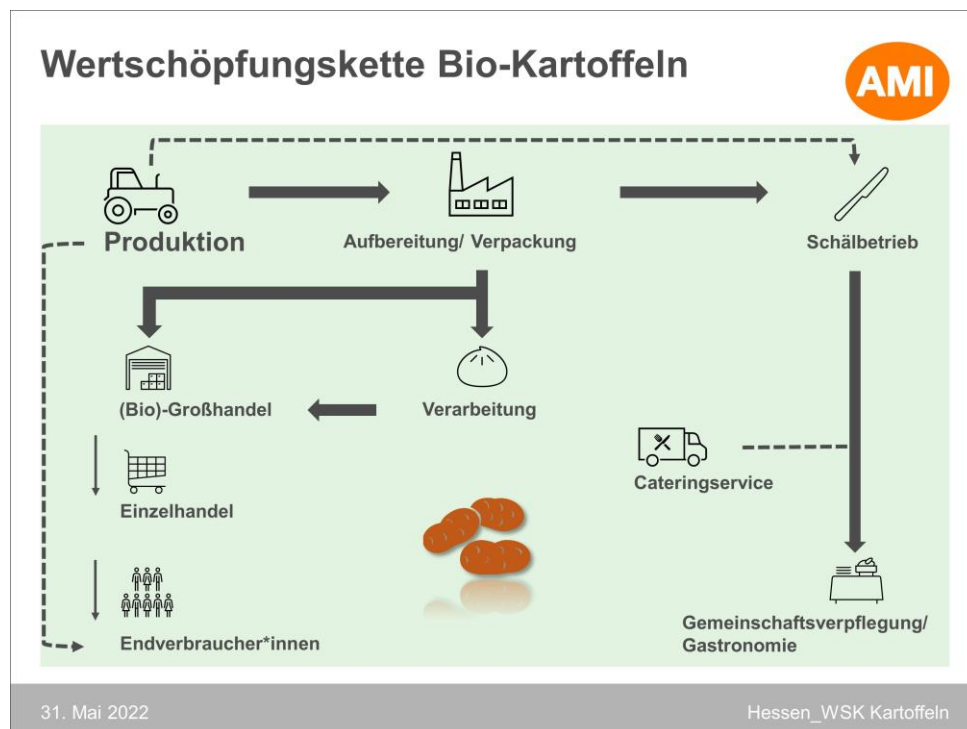 Wertschöpfungskette Bio-Kartoffeln
AMI
Produktion
Aufbereitung/ Verpackung
Schälbetrieb
(Bio)-Großhandel
Verarbeitung
Cateringservice
Einzelhandel
Gemeinschaftsverpflegung/
Gastronomie
Endverbraucher*innen
31. Mai 2022
Hessen_WSK Kartoffeln